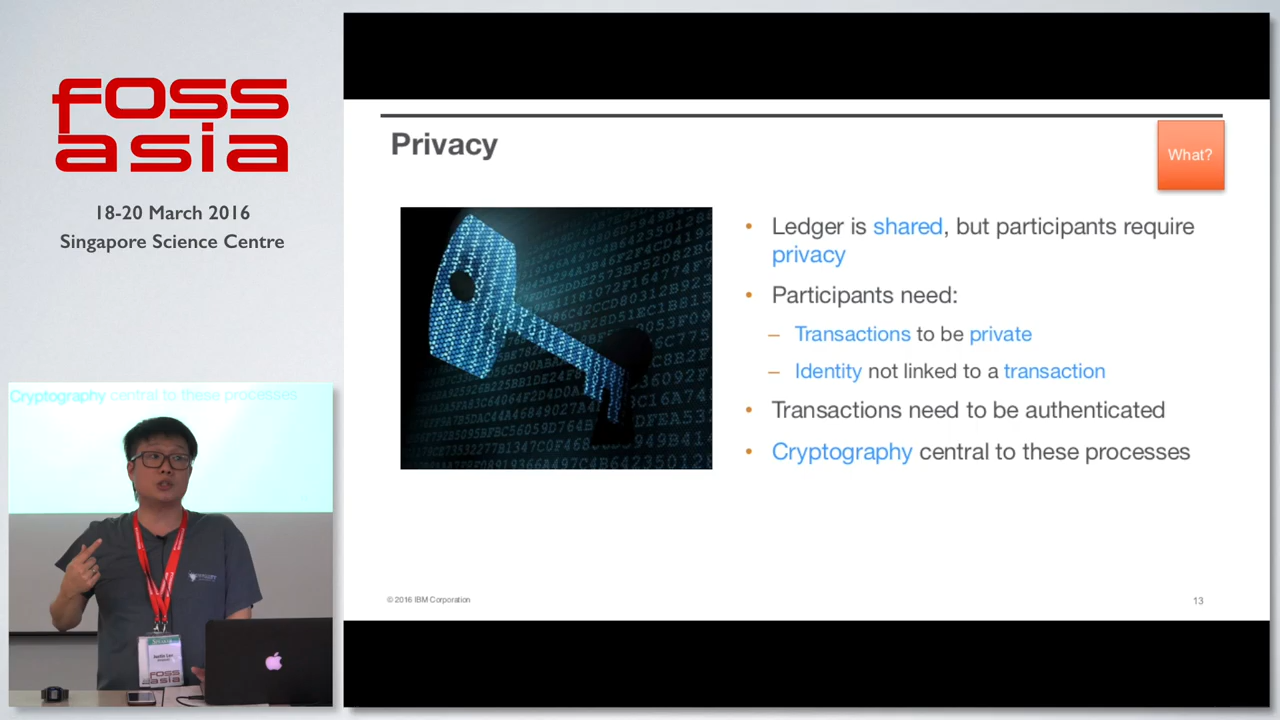 FOSS
asia
18-20 March 2016
Singapore Science Centre
Privacy
What?
• Ledger is shared, but participants require
privacy
• Participants need:
– Transactions to be private
– Identity not linked to a transaction
• Transactions need to be authenticated
• Cryptography central to these processes
© 2016 IBM Corporation
13
Cryptography central to these processes
FOSS
asia